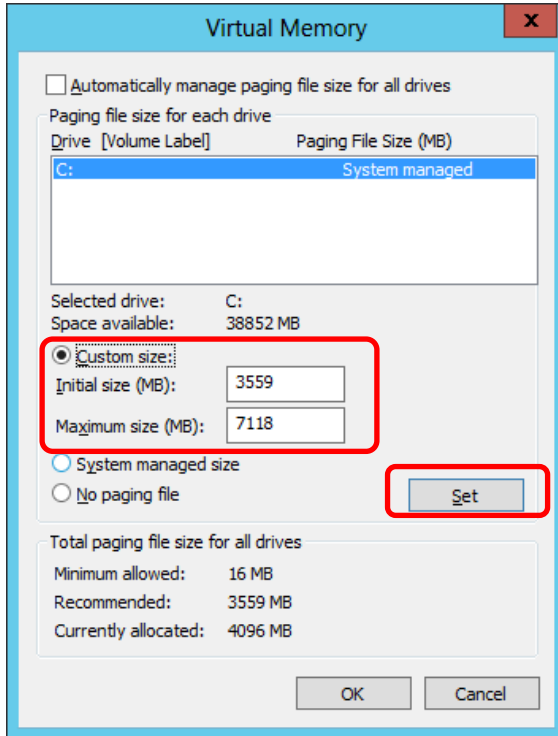 Virtual Memory
x
Automatically manage paging file size for all drives
Paging file size for each drive
Drive [Volume Label] Paging File Size (MB)
C: System managed
Selected drive: C:
Space available: 38852 MB
Custom size:
Initial size (MB): 3559
Maximum size (MB): 7118
System managed size
No paging file Set
Total paging file size for all drives
Minimum allowed: 16 MB
Recommended: 3559 MB
Currently allocated: 4096 MB
OK Cancel